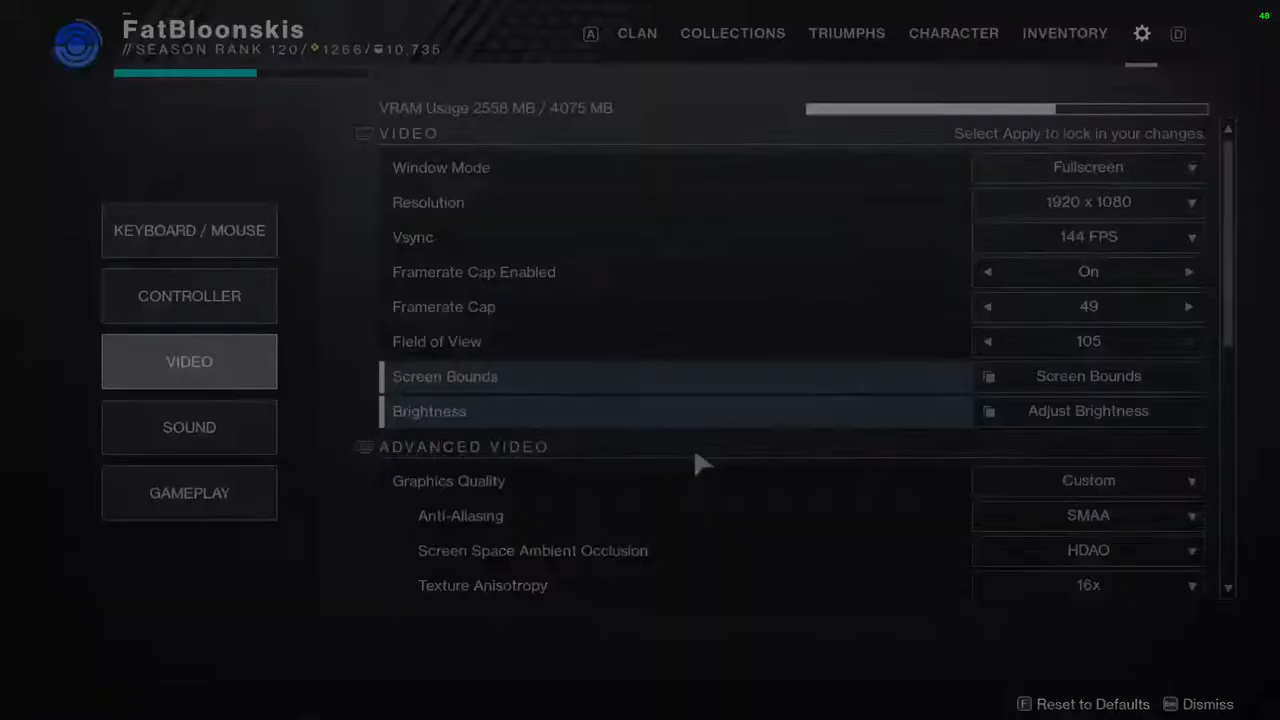 48
FatBloonskis
//SEASON RANK 120/1266/10,735
A CLAN COLLECTIONS TRIUMPHS CHARACTER INVENTORY D
VRAM Usage 2558 MB / 4075 MB
VIDEO Select Apply to lock in your changes.
Window Mode Fullscreen
Resolution 1920 x 1080
Vsync 144 FPS
Framerate Cap Enabled On
Framerate Cap 49
Field of View 105
Screen Bounds Screen Bounds
Brightness Adjust Brightness
ADVANCED VIDEO
Graphics Quality Custom
Anti-Aliasing SMAA
Screen Space Ambient Occlusion HDAO
Texture Anisotropy 16x
KEYBOARD / MOUSE
CONTROLLER
VIDEO
SOUND
GAMEPLAY
F Reset to Defaults Dismiss